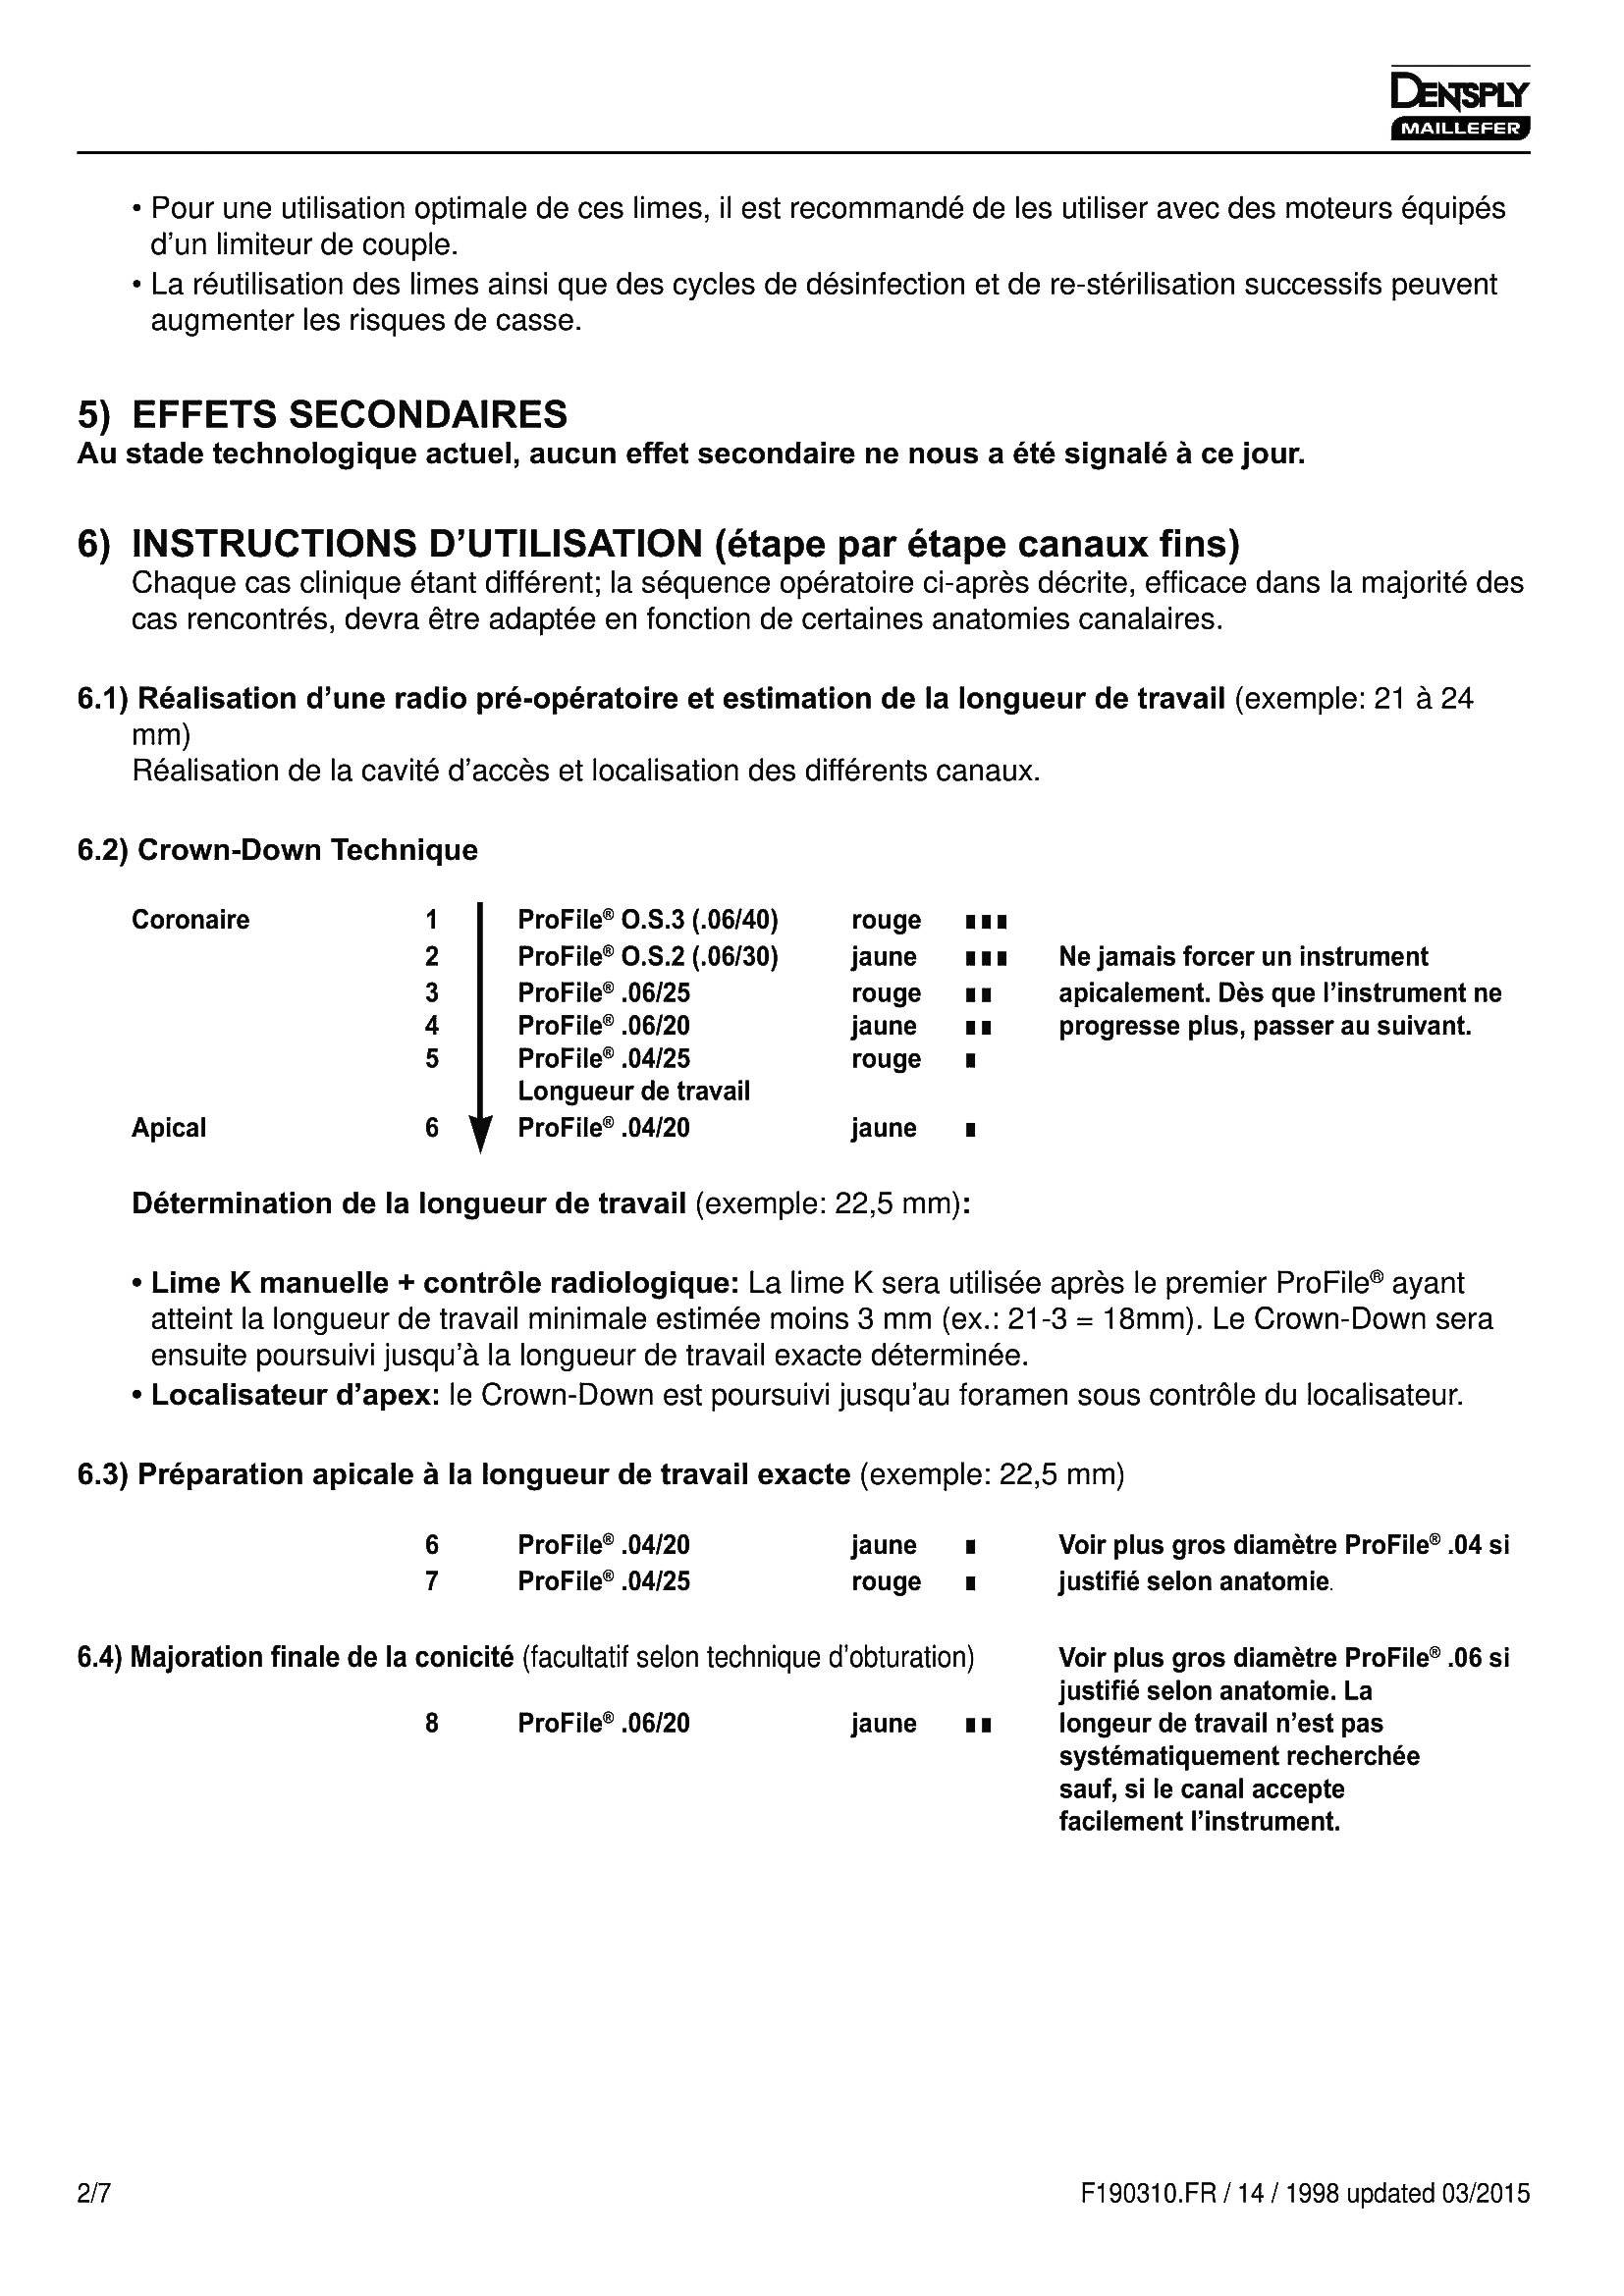 DENSPLY
MAILLEFER
• Pour une utilisation optimale de ces limes, il est recommandé de les utiliser avec des moteurs équipés
d’un limiteur de couple.
• La réutilisation des limes ainsi que des cycles de désinfection et de re-stérilisation successifs peuvent
augmenter les risques de casse.
5) EFFETS SECONDAIRES
Au stade technologique actuel, aucun effet secondaire ne nous a été signalé à ce jour.
6) INSTRUCTIONS D’UTILISATION (étape par étape canaux fins)
Chaque cas clinique étant différent; la séquence opératoire ci-après décrite, efficace dans la majorité des
cas rencontrés, devra être adaptée en fonction de certaines anatomies canalaires.
6.1) Réalisation d’une radio pré-opératoire et estimation de la longueur de travail (exemple: 21 à 24
mm)
Réalisation de la cavité d’accès et localisation des différents canaux.
6.2) Crown-Down Technique
Coronaire 1 ProFile® O.S.3 (.06/40) rouge ■■■
2 ProFile® O.S.2 (.06/30) jaune ■■■ Ne jamais forcer un instrument
3 ProFile® .06/25 rouge ■■ apicalement. Dès que l’instrument ne
4 ProFile® .06/20 jaune ■■ progresse plus, passer au suivant.
5 ProFile® .04/25 rouge ■
Longueur de travail
Apical 6 ProFile® .04/20 jaune ■
Détermination de la longueur de travail (exemple: 22,5 mm):
• Lime K manuelle + contrôle radiologique: La lime K sera utilisée après le premier ProFile® ayant
atteint la longueur de travail minimale estimée moins 3 mm (ex.: 21-3 = 18mm). Le Crown-Down sera
ensuite poursuivi jusqu’à la longueur de travail exacte déterminée.
• Localisateur d’apex: le Crown-Down est poursuivi jusqu’au foramen sous contrôle du localisateur.
6.3) Préparation apicale à la longueur de travail exacte (exemple: 22,5 mm)
6 ProFile® .04/20 jaune ■ Voir plus gros diamètre ProFile® .04 si
7 ProFile® .04/25 rouge ■ justifié selon anatomie.
6.4) Majoration finale de la conicité (facultatif selon technique d’obturation) Voir plus gros diamètre ProFile® .06 si
justifié selon anatomie. La
8 ProFile® .06/20 jaune ■■ longeur de travail n’est pas
systématiquement recherchée
sauf, si le canal accepte
facilement l’instrument.
2/7 F190310.FR / 14 / 1998 updated 03/2015